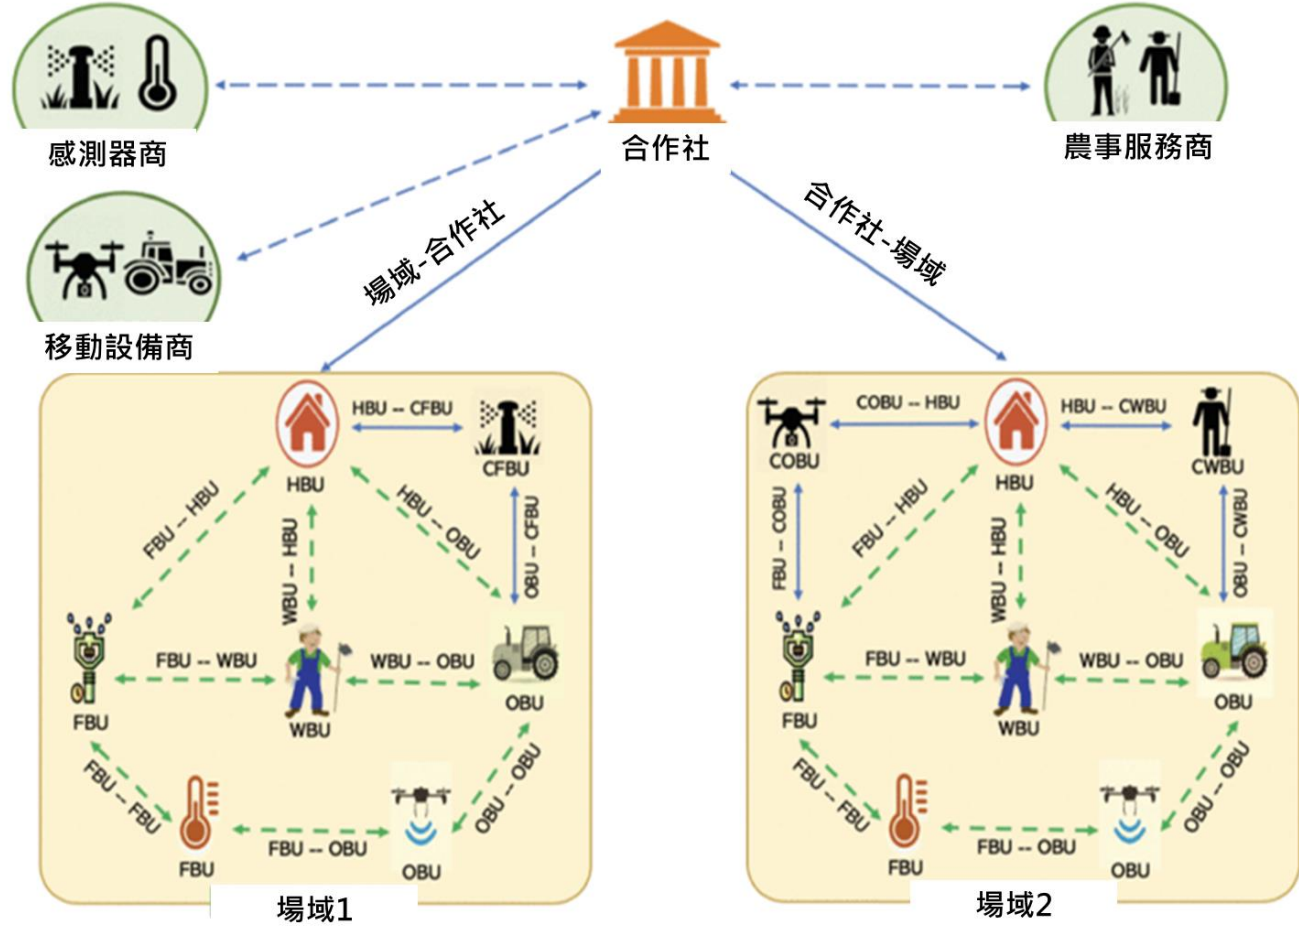 感測器商
合作社
農事服務商
移動設備商
場域-合作社
合作社-場域
HBU -- CFBU
CFBU
HBU
FBU -- HBU
WBU -- HBU
HBU -- OBU
OBU -- CFBU
FBU -- WBU
WBU -- OBU
FBU
WBU
OBU
FBU -- FBU
OBU -- OBU
FBU -- OBU
FBU
OBU
場域1
COBU -- HBU
HBU -- CWBU
COBU
HBU
CWBU
FBU -- COBU
FBU -- HBU
WBU -- HBU
HBU -- OBU
OBU -- CWBU
FBU -- WBU
WBU -- OBU
FBU
WBU
OBU
FBU -- FBU
OBU -- OBU
FBU -- OBU
FBU
OBU
場域2